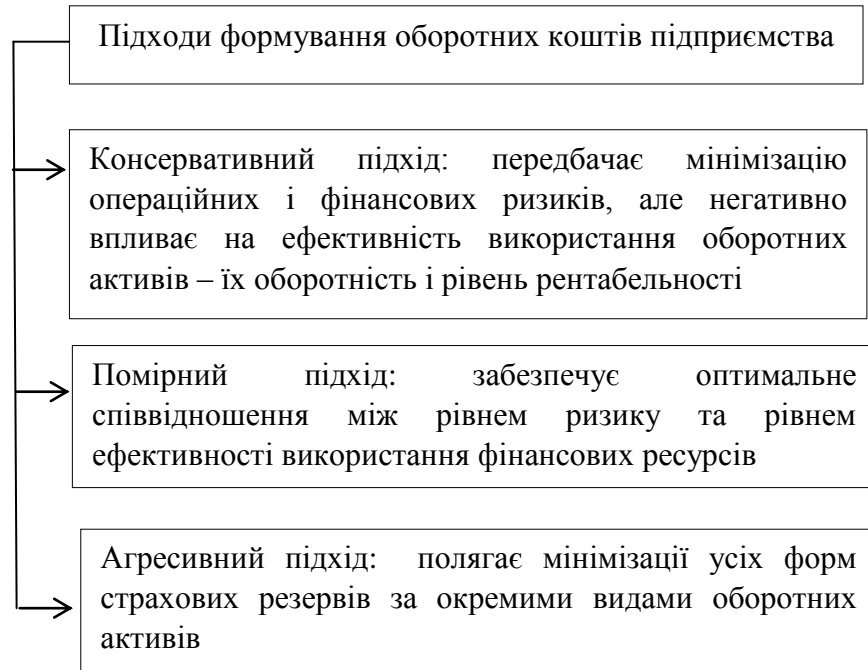 Підходи формування оборотних коштів підприємства
Консервативний підхід: передбачає мінімізацію
операційних і фінансових ризиків, але негативно
впливає на ефективність використання оборотних
активів – їх оборотність і рівень рентабельності
Помірний підхід: забезпечує оптимальне
співвідношення між рівнем ризику та рівнем
ефективності використання фінансових ресурсів
Агресивний підхід: полягає мінімізації усіх форм
страхових резервів за окремими видами оборотних
активів